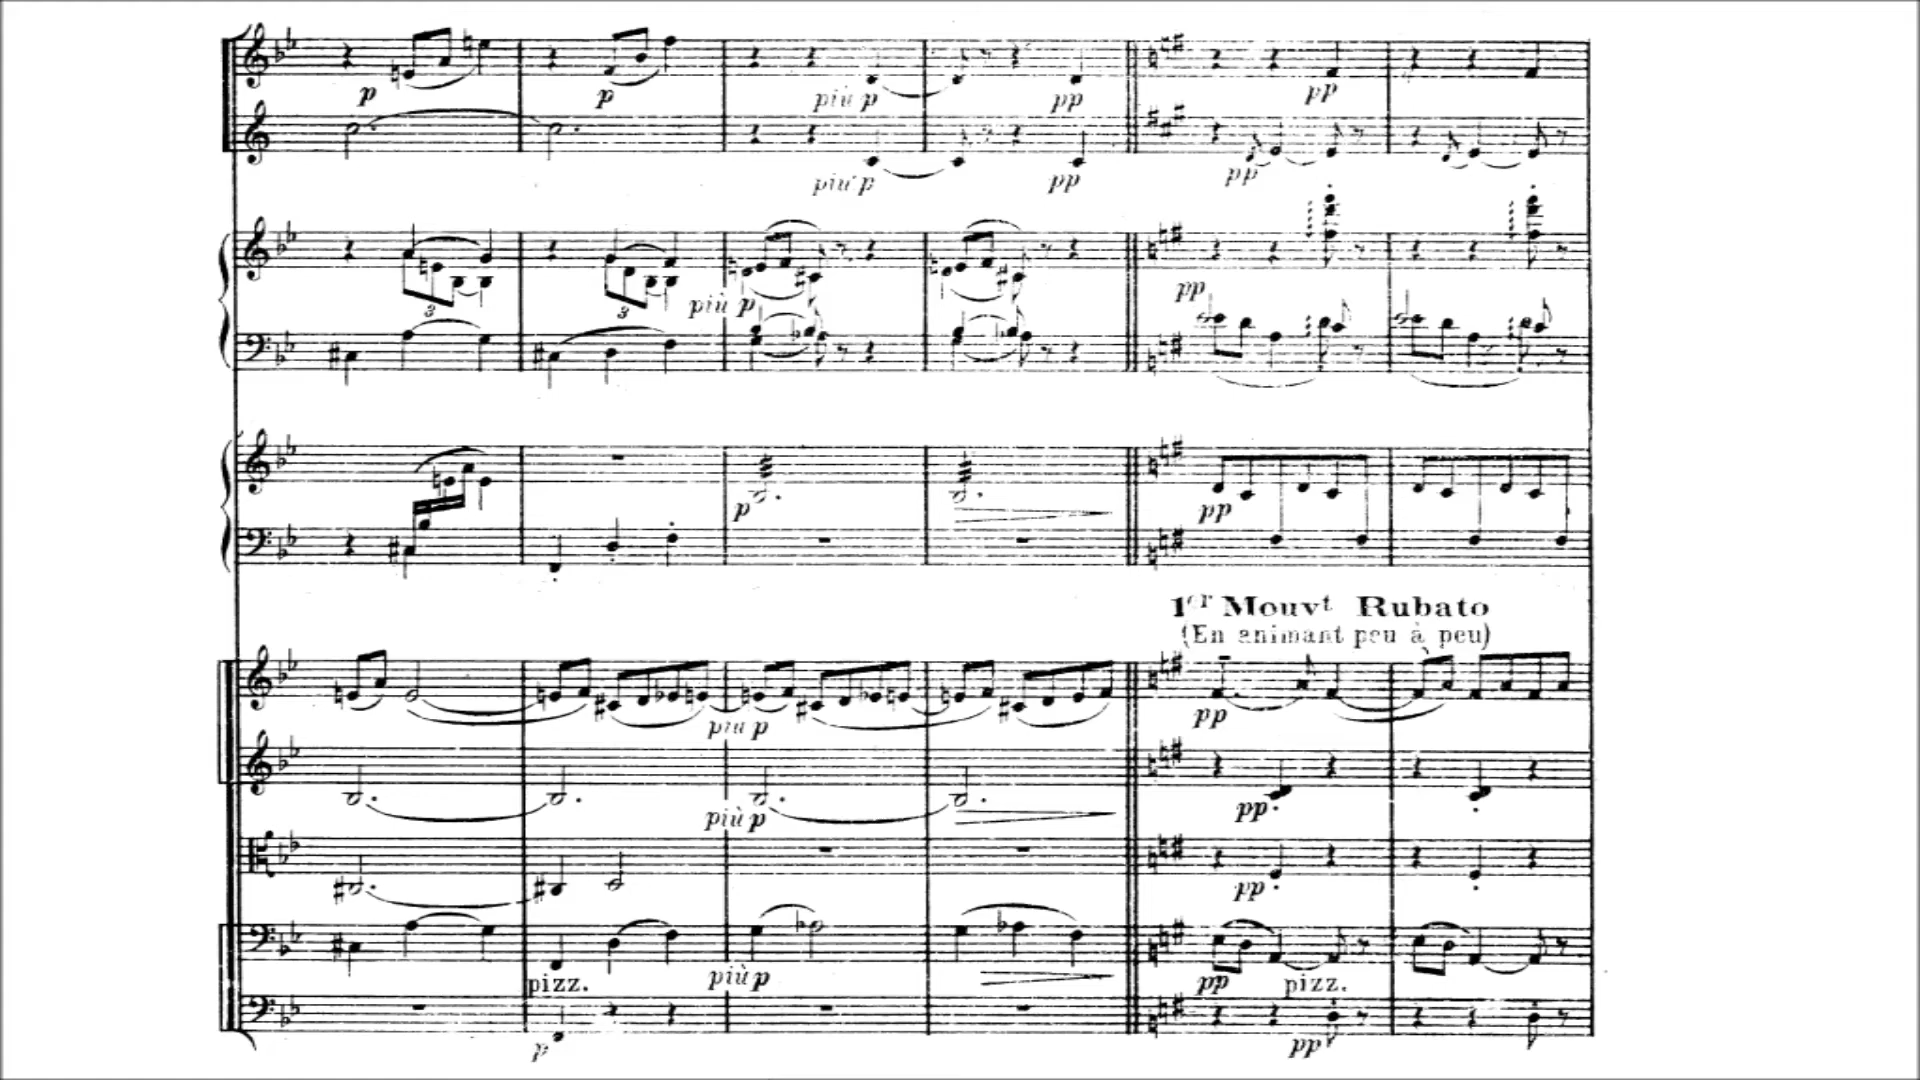 p p più p pp pp
più p pp pp
3 3 più p pp
p pp
1er Mouvt Rubato
(En animant peu à peu)
più p pp
più p pp
pp
pizz. più p pp pizz.
p pp